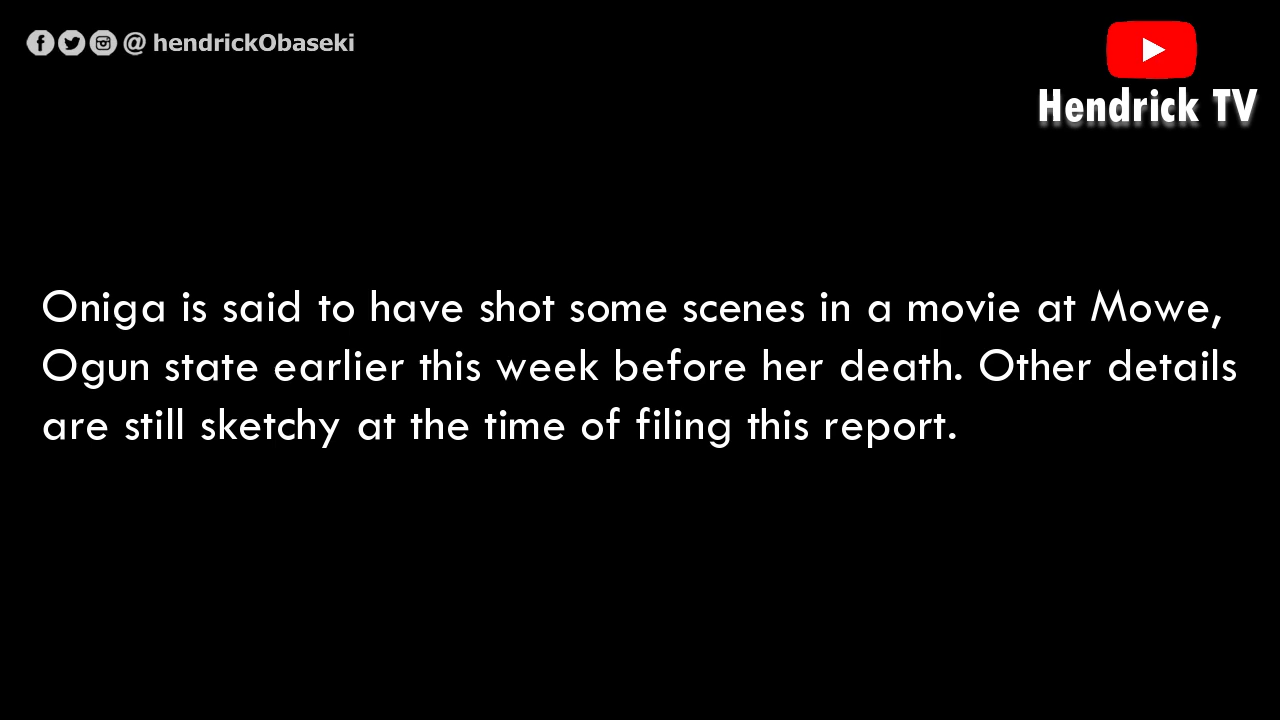 @ hendrickObaseki
Hendrick TV
Oniga is said to have shot some scenes in a movie at Mowe,
Ogun state earlier this week before her death. Other details
are still sketchy at the time of filing this report.